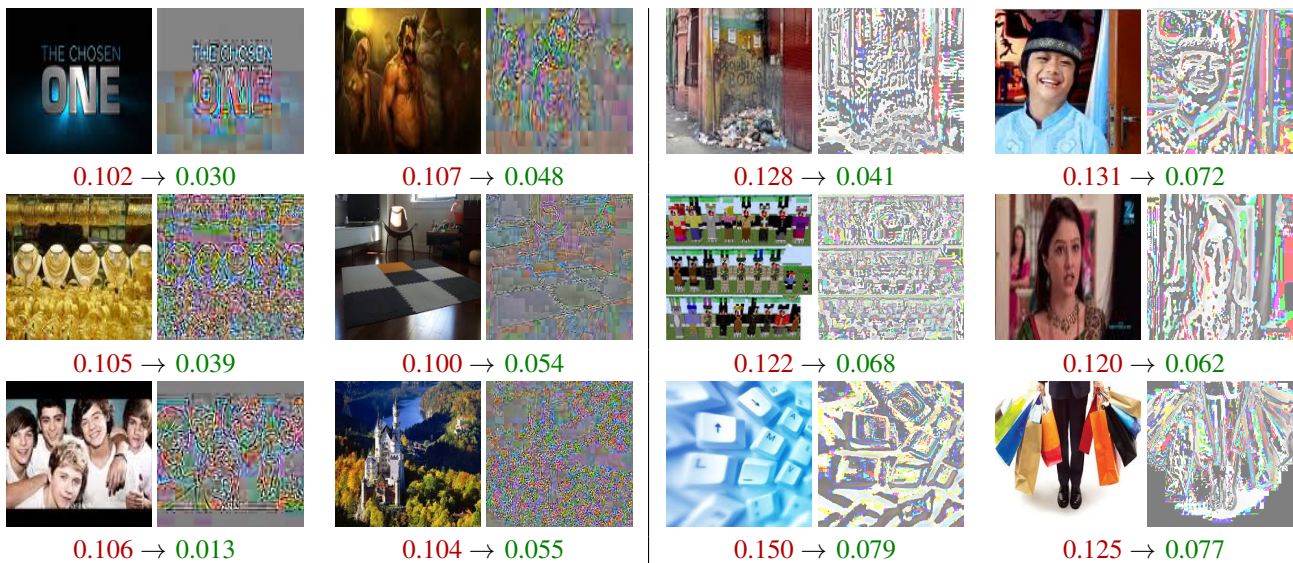 THE CHOSEN
ONE
THE CHOSEN
ONE
0.102 → 0.030
0.107 → 0.048
0.128 → 0.041
0.131 → 0.072
0.105 → 0.039
0.100 → 0.054
0.122 → 0.068
0.120 → 0.062
↑
M
L
0.106 → 0.013
0.104 → 0.055
0.150 → 0.079
0.125 → 0.077